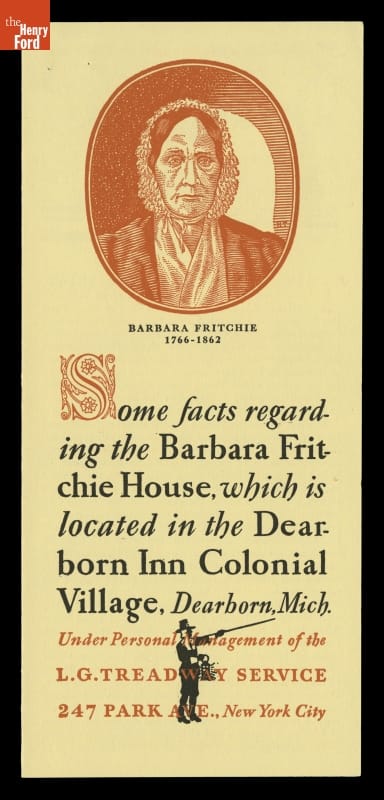 the
Henry
Ford
BARBARA FRITCHIE
1766-1862
Some facts regard-
ing the Barbara Frit-
chie House, which is
located in the Dear-
born Inn Colonial
Village, Dearborn, Mich.
Under Personal Management of the
L.G.TREADWAY SERVICE
247 PARK AVE., New York City